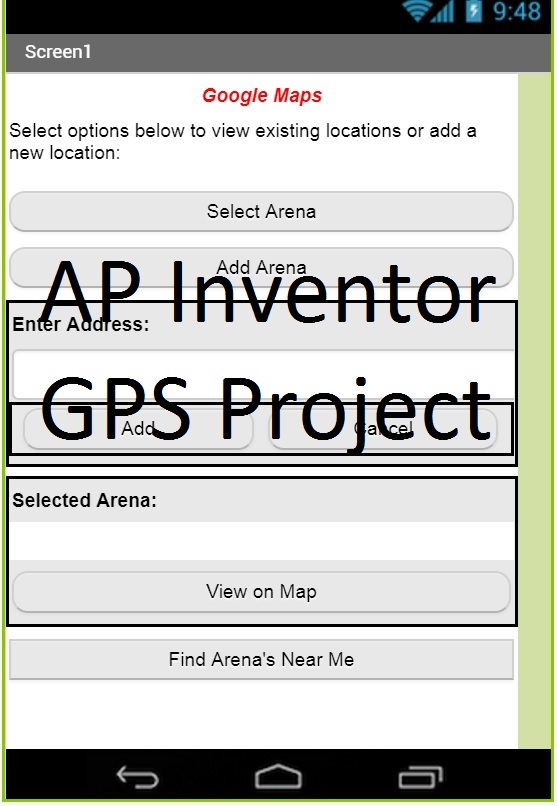 9:48
Screen1
Google Maps
Select options below to view existing locations or add a
new location:
Select Arena
Add Arena
AP Inventor
Enter Address:
GPS Project
Add
Cancel
Selected Arena:
View on Map
Find Arena's Near Me